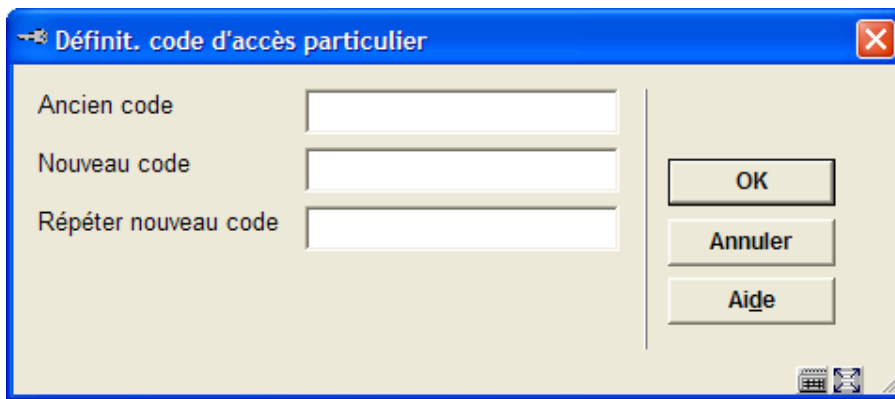 Définit. code d'accès particulier
Ancien code
Nouveau code
Répéter nouveau code
OK
Annuler
Aide